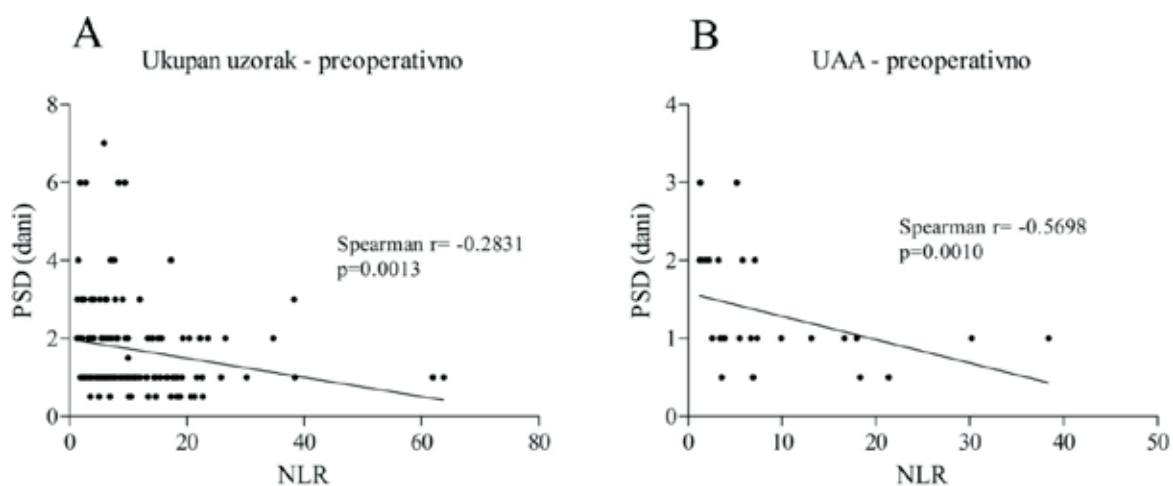 A
Ukupan uzorak - preoperativno
8
6
4
2
0
PSD (dani)
Spearman r= -0.2831
p=0.0013
0
20
40
60
80
NLR
B
UAA - preoperativno
4
3
2
1
0
PSD (dani)
Spearman r= -0.5698
p=0.0010
0
10
20
30
40
50
NLR